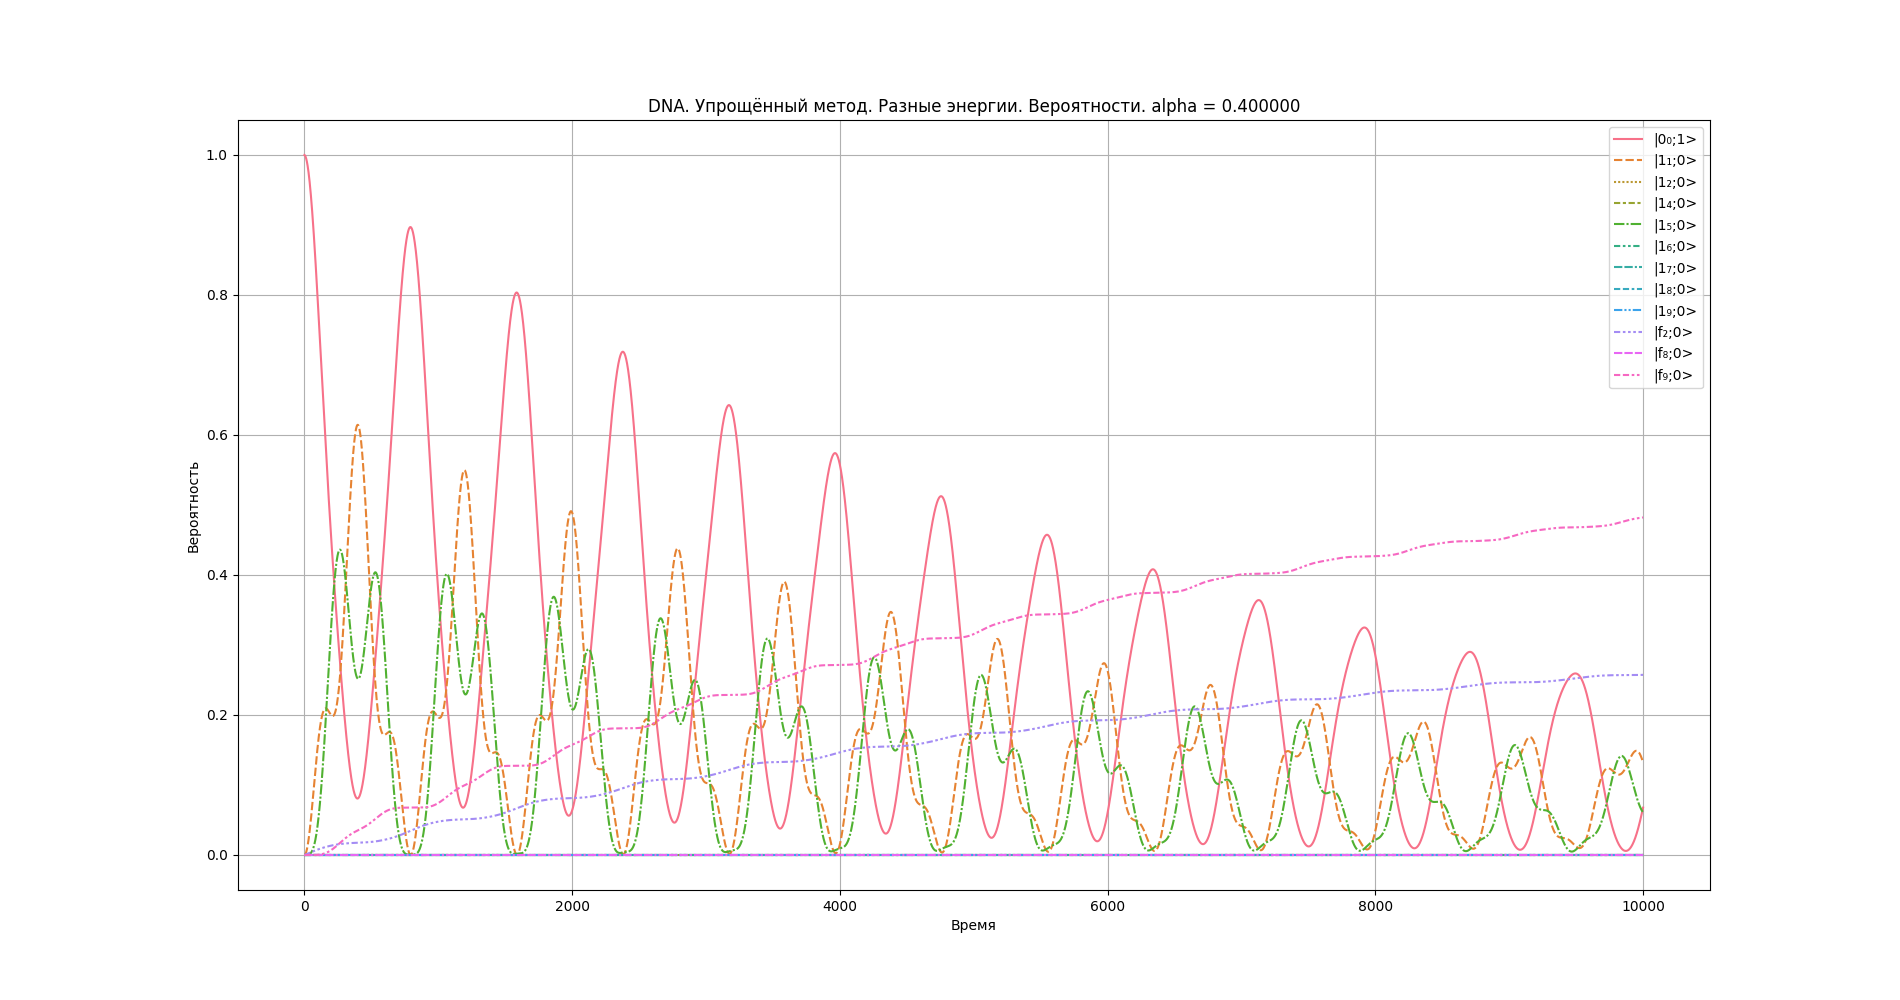 DNA. Упрощённый метод. Разные энергии. Вероятности. alpha = 0.400000
|0₀;1>
|1₁;0>
|1₂;0>
|1₄;0>
|1₅;0>
|1₆;0>
|1₇;0>
|1₈;0>
|1₉;0>
|f₂;0>
|f₈;0>
|f₉;0>
1.0
0.8
0.6
0.4
0.2
0.0
Вероятность
0 2000 4000 6000 8000 10000
Время